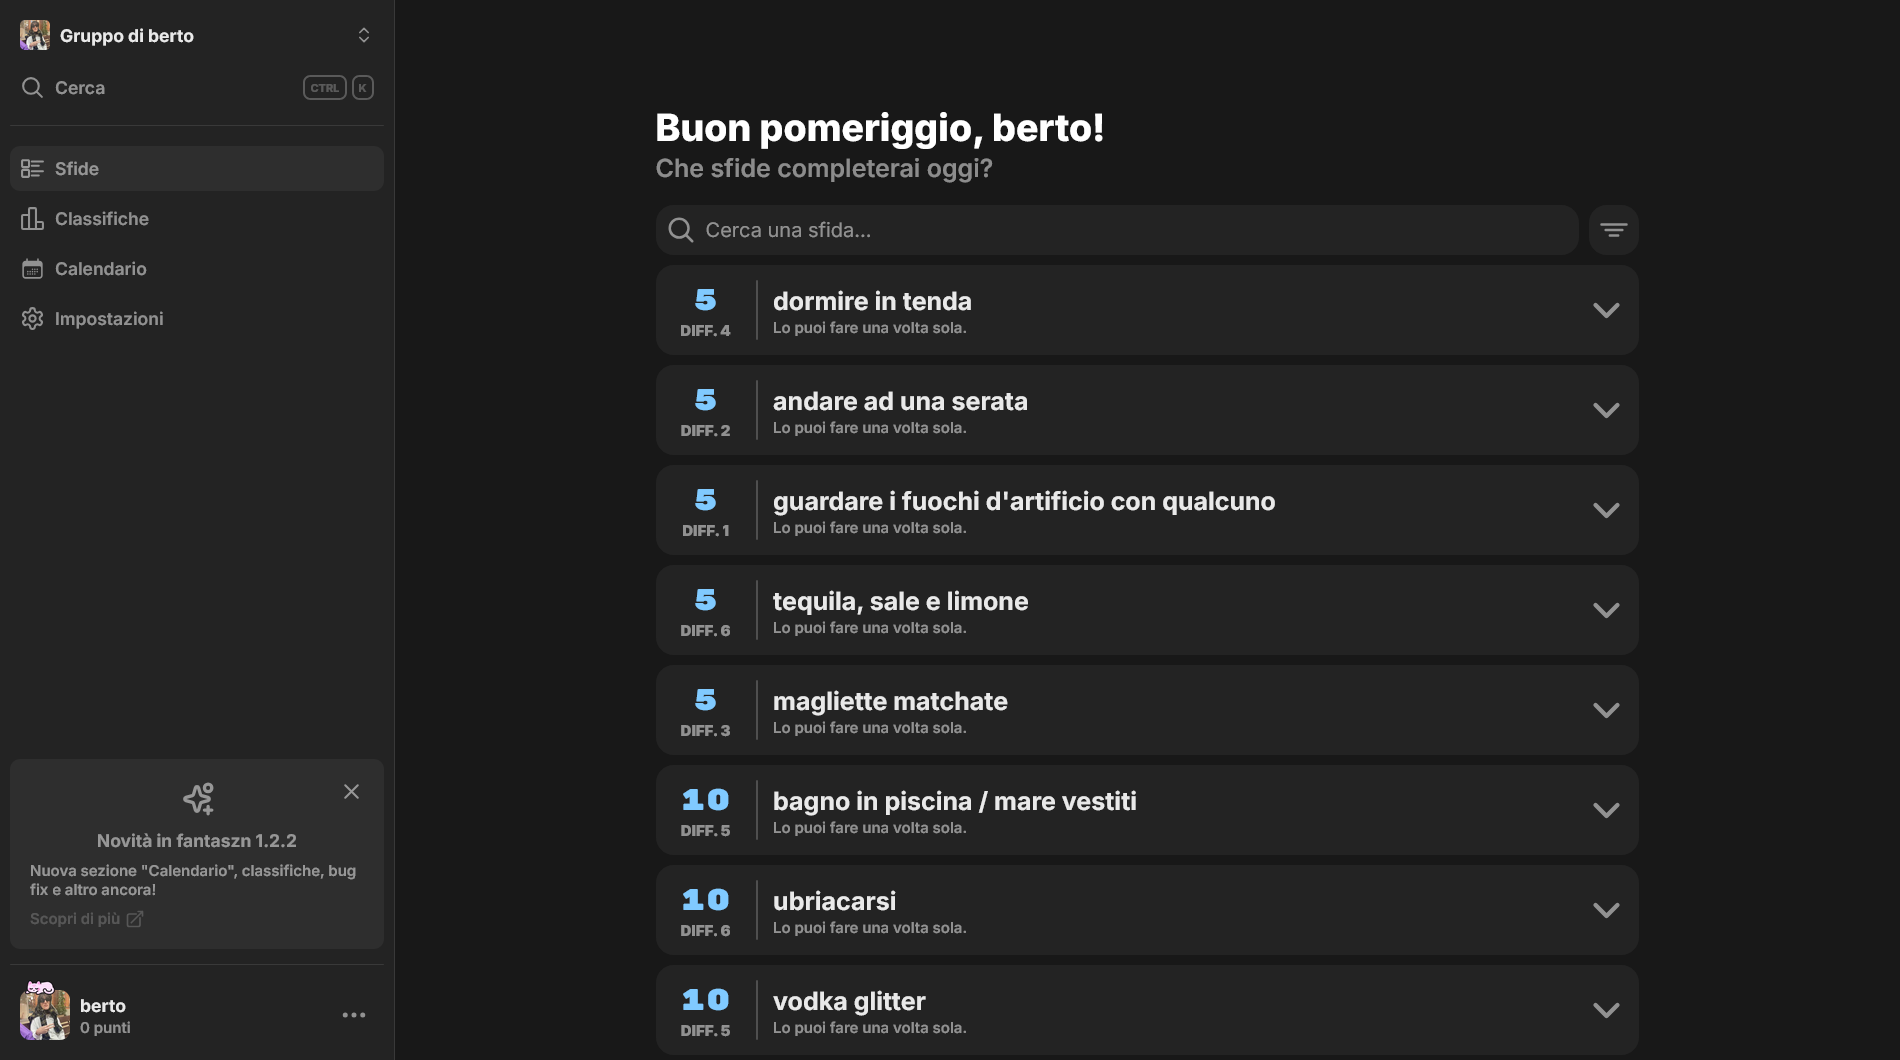 Gruppo di berto
Cerca
CTRL K
Sfide
Classifiche
Calendario
Impostazioni
Novità in fantaszn 1.2.2
Nuova sezione "Calendario", classifiche, bug
fix e altro ancora!
Scopri di più
berto
0 punti
Buon pomeriggio, berto!
Che sfide completerai oggi?
Cerca una sfida...
5
DIFF. 4
dormire in tenda
Lo puoi fare una volta sola.
5
DIFF. 2
andare ad una serata
Lo puoi fare una volta sola.
5
DIFF. 1
guardare i fuochi d'artificio con qualcuno
Lo puoi fare una volta sola.
5
DIFF. 6
tequila, sale e limone
Lo puoi fare una volta sola.
5
DIFF. 3
magliette matchate
Lo puoi fare una volta sola.
10
DIFF. 5
bagno in piscina / mare vestiti
Lo puoi fare una volta sola.
10
DIFF. 6
ubriacarsi
Lo puoi fare una volta sola.
10
DIFF. 5
vodka glitter
Lo puoi fare una volta sola.